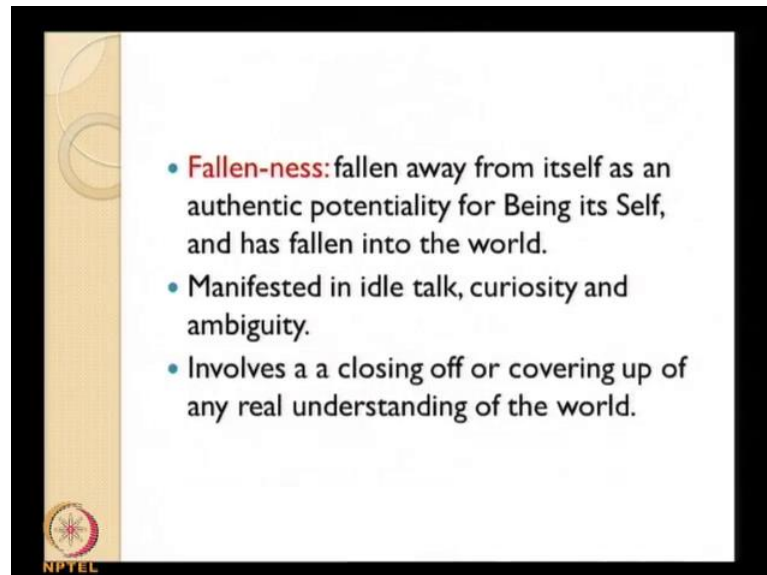 • Fallen-ness: fallen away from itself as an
authentic potentiality for Being its Self,
and has fallen into the world.
• Manifested in idle talk, curiosity and
ambiguity.
• Involves a a closing off or covering up of
any real understanding of the world.
NPTEL